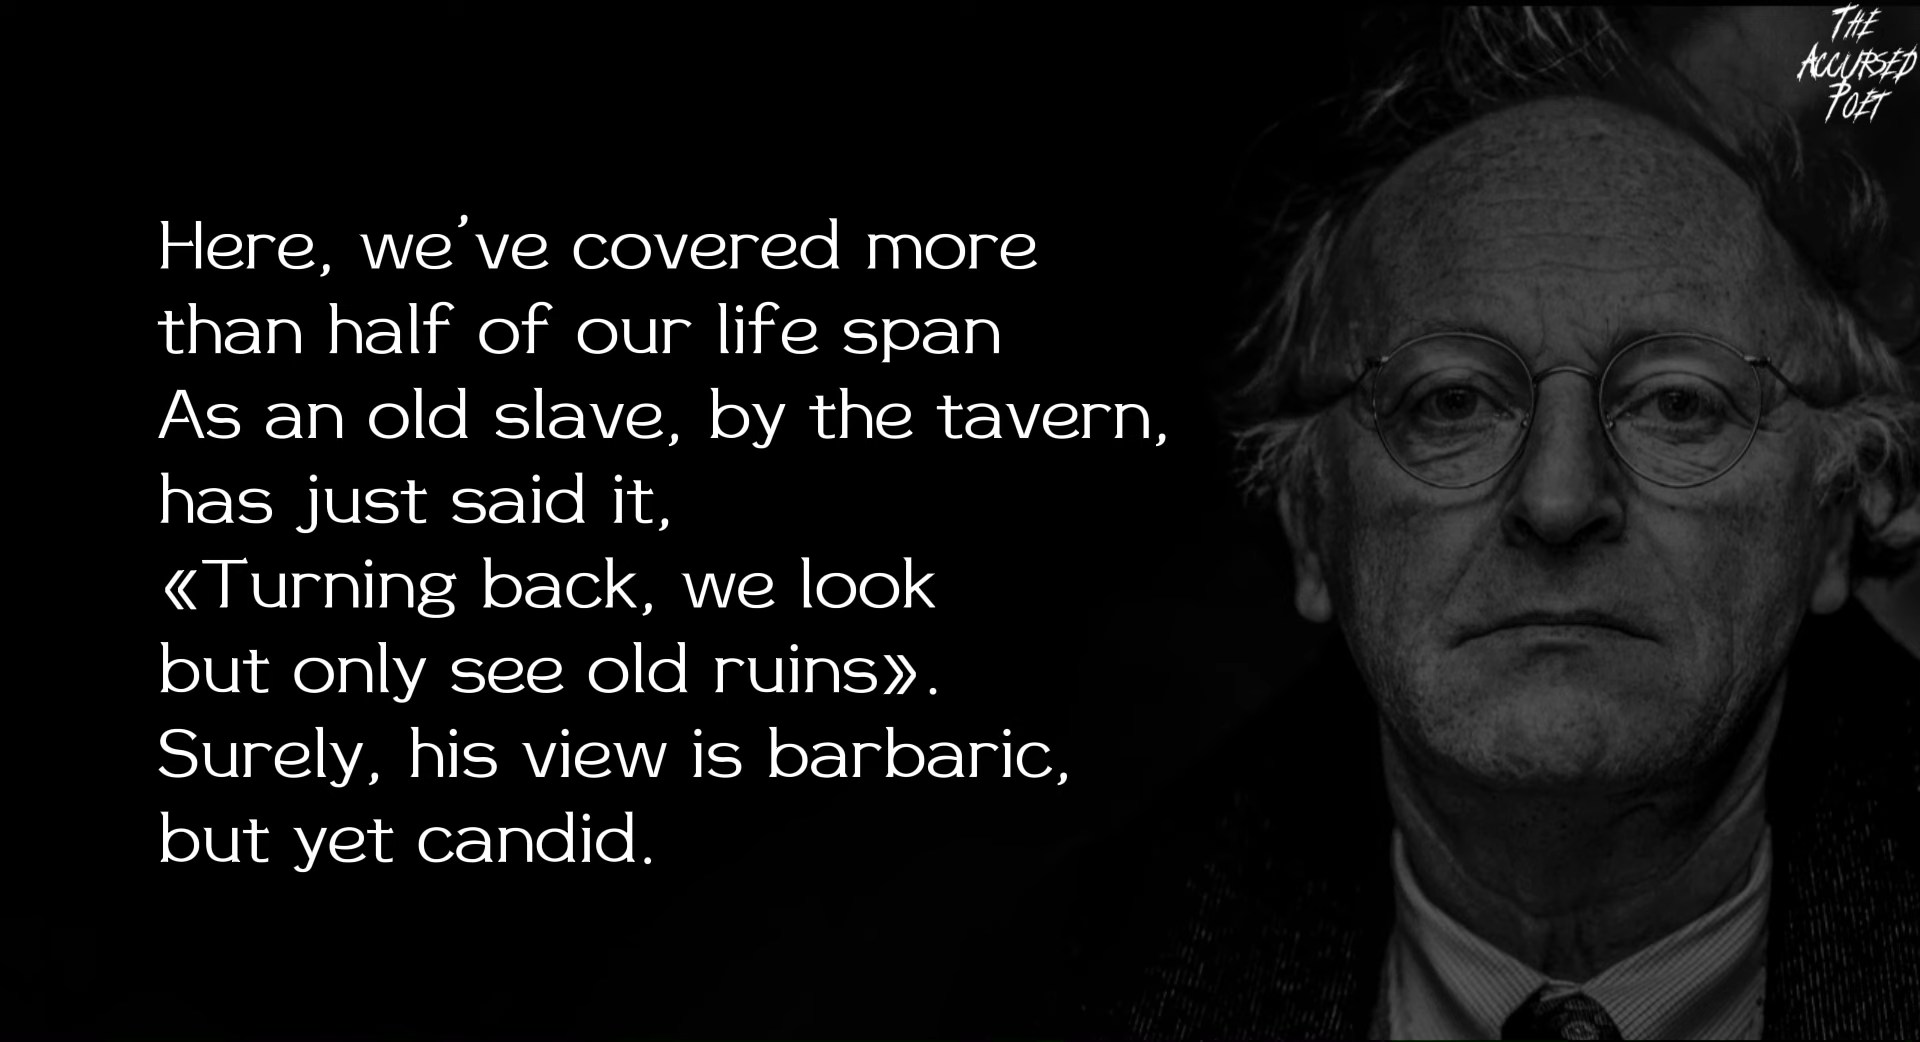 The
Accursed
Poet
Here, we've covered more
than half of our life span
As an old slave, by the tavern,
has just said it,
«Turning back, we look
but only see old ruins».
Surely, his view is barbaric,
but yet candid.